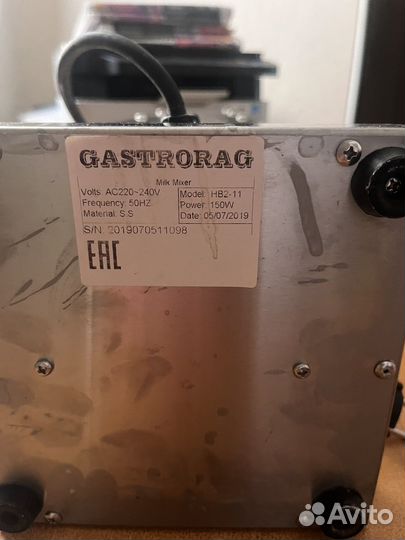 GASTRORAG
Milk Mixer
Volts: AC220~240V Model: HB2-11
Frequency: 50HZ Power: 150W
Material: S.S Date: 05/07/2019
S/N: 2019070511098
EAC
Avito